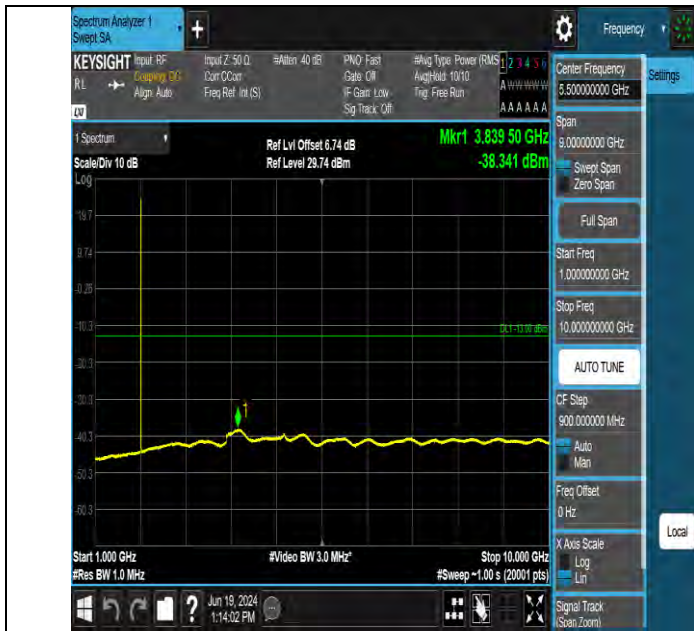 Spectrum Analyzer 1
Swept SA
+
Frequency
KEYSIGHT
Input: RF
Input Z: 50 Ω
#Atten: 40 dB
PNO: Fast
#Avg Type: Power (RMS
1 2 3 4 5 6
RL
Coupling: DC
Corr CCorr
Gate: Off
Avg|Hold: 10/10
A W W W W W
Align: Auto
Freq Ref: Int (S)
IF Gain: Low
Trig: Free Run
Sig Track: Off
A A A A A A
LXI
1 Spectrum
Scale/Div 10 dB
Log
Ref Lvl Offset 6.74 dB
Ref Level 29.74 dBm
Mkr1 3.839 50 GHz
-38.341 dBm
19.7
9.74
-0.26
-10.3
DL1 -13.00 dBm
-20.3
-30.3
1
-40.3
-50.3
-60.3
Start 1.000 GHz
#Video BW 3.0 MHz*
Stop 10.000 GHz
#Res BW 1.0 MHz
#Sweep ~1.00 s (20001 pts)
?
Jun 19, 2024
1:14:02 PM
Center Frequency
5.500000000 GHz
Settings
Span
9.00000000 GHz
Swept Span
Zero Span
Full Span
Start Freq
1.000000000 GHz
Stop Freq
10.000000000 GHz
AUTO TUNE
CF Step
900.000000 MHz
Auto
Man
Freq Offset
0 Hz
X Axis Scale
Log
Lin
Local
Signal Track
(Span Zoom)